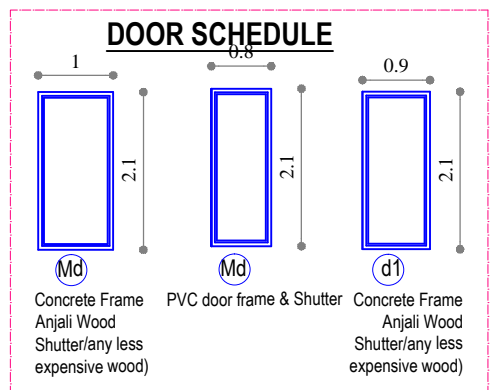 DOOR SCHEDULE
1
0.8
0.9
2.1
2.1
2.1
Md
Md
d1
Concrete Frame
Anjali Wood
Shutter/any less
expensive wood)
PVC door frame & Shutter
Concrete Frame
Anjali Wood
Shutter/any less
expensive wood)